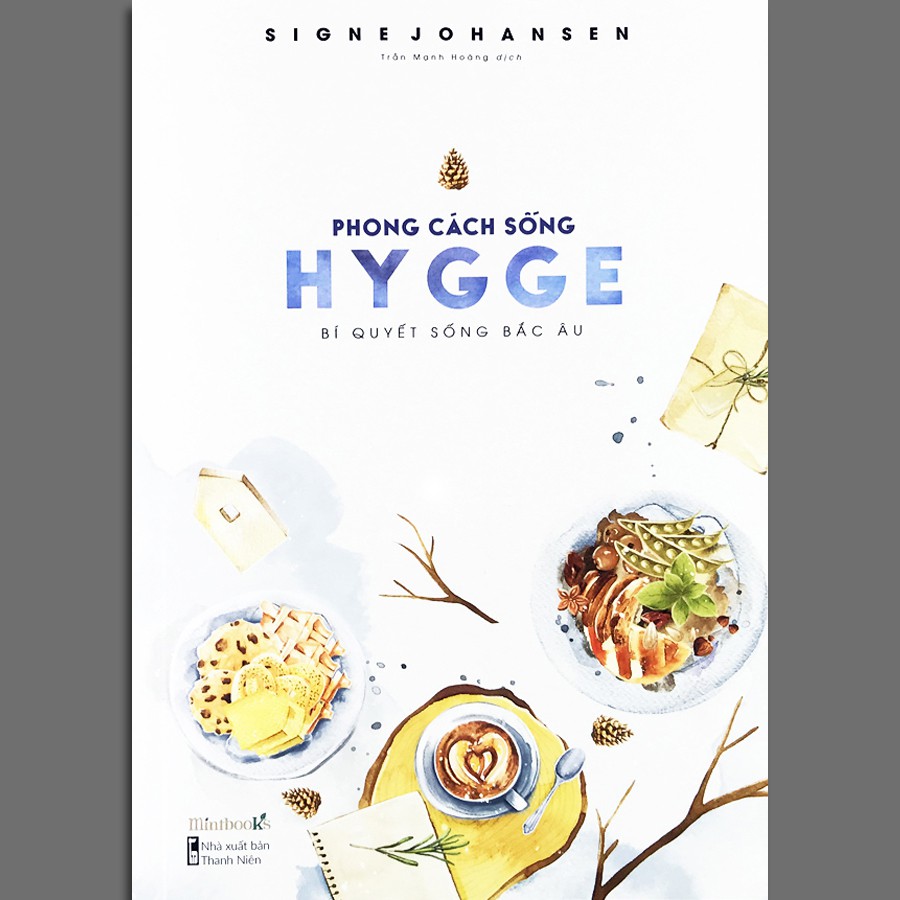 SIGNE JOHANSEN
Trần Mạnh Hoàng dịch
PHONG CÁCH SỐNG
HYGGE
BÍ QUYẾT SỐNG BẮC ÂU
mintbooks
Nhà xuất bản
Thanh Niên